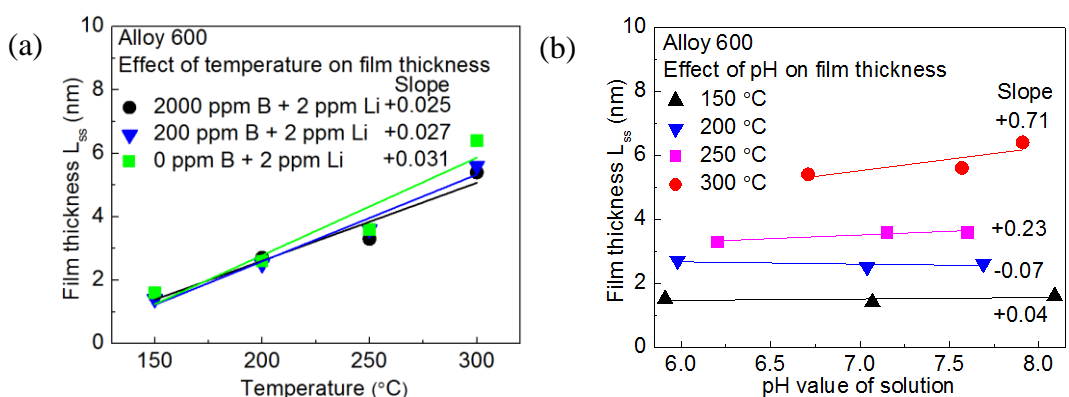 (a)
Alloy 600
Effect of temperature on film thickness
Slope
2000 ppm B + 2 ppm Li +0.025
200 ppm B + 2 ppm Li +0.027
0 ppm B + 2 ppm Li +0.031
Film thickness Lss (nm)
10
8
6
4
2
0
150 200 250 300
Temperature (°C)
(b)
Alloy 600
Effect of pH on film thickness
150 °C
200 °C
250 °C
300 °C
Slope
+0.71
+0.23
-0.07
+0.04
Film thickness Lss (nm)
10
8
6
4
2
0
6.0 6.5 7.0 7.5 8.0
pH value of solution